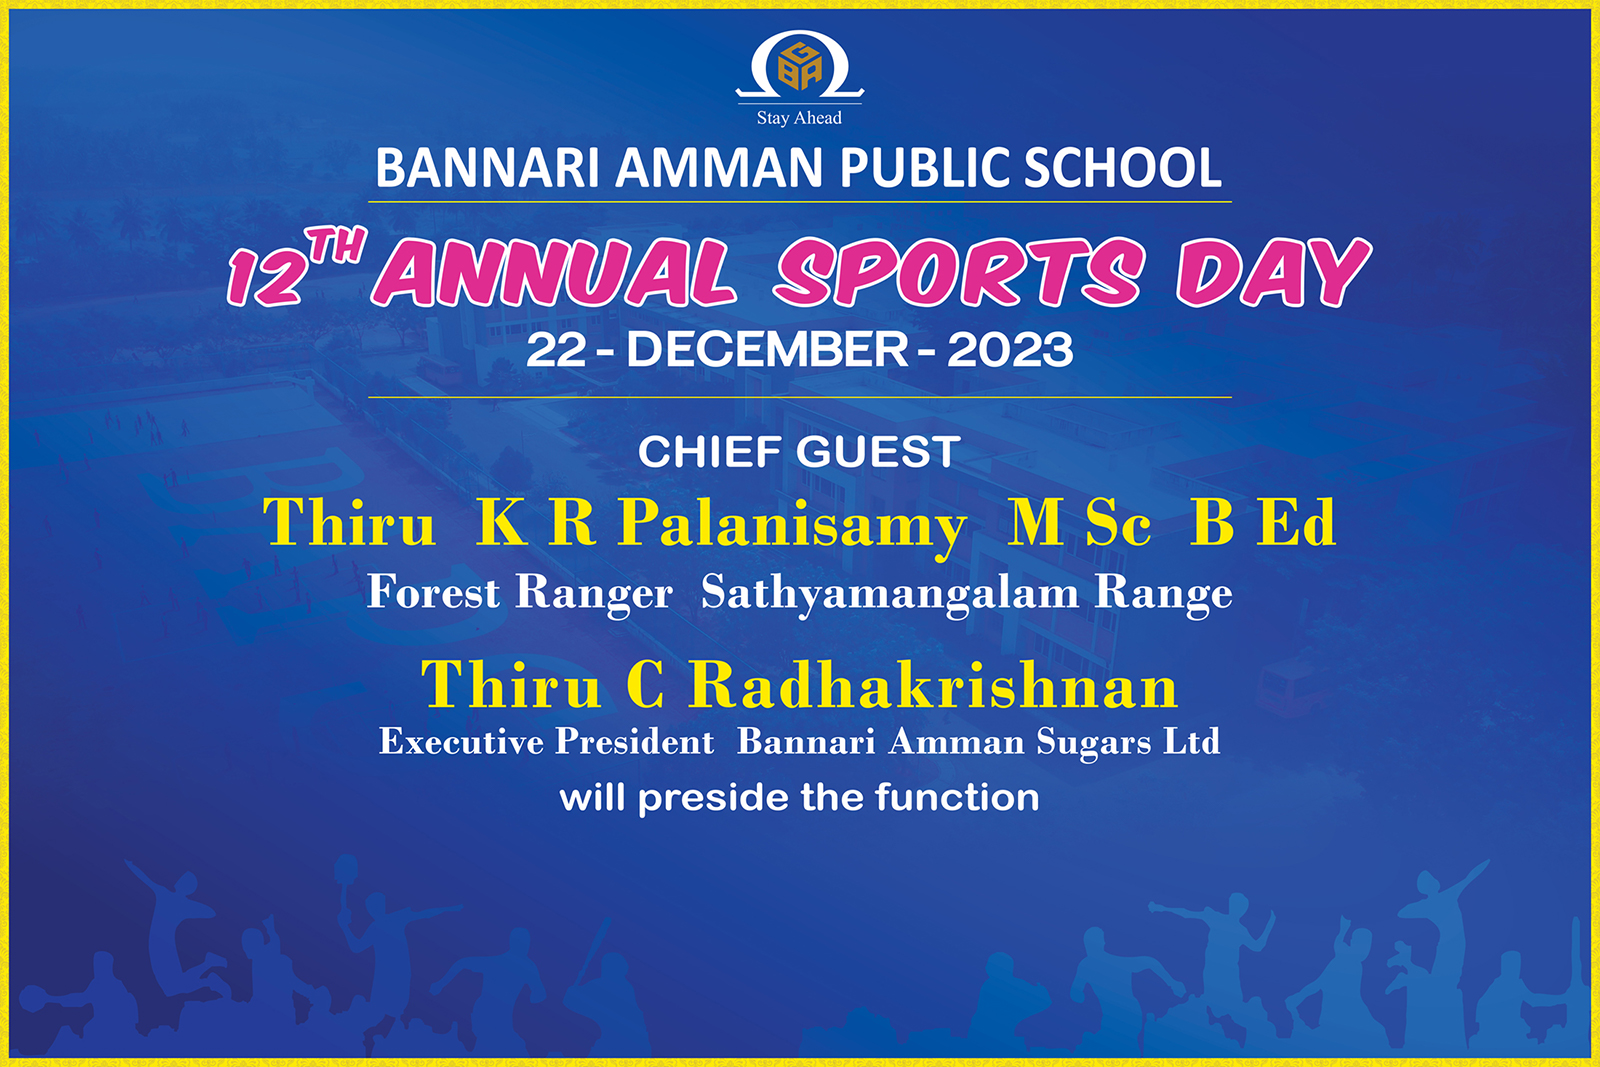 GBA
Stay Ahead
BANNARI AMMAN PUBLIC SCHOOL
12TH ANNUAL SPORTS DAY
22 - DECEMBER - 2023
CHIEF GUEST
Thiru K R Palanisamy M Sc B Ed
Forest Ranger Sathyamangalam Range
Thiru C Radhakrishnan
Executive President Bannari Amman Sugars Ltd
will preside the function